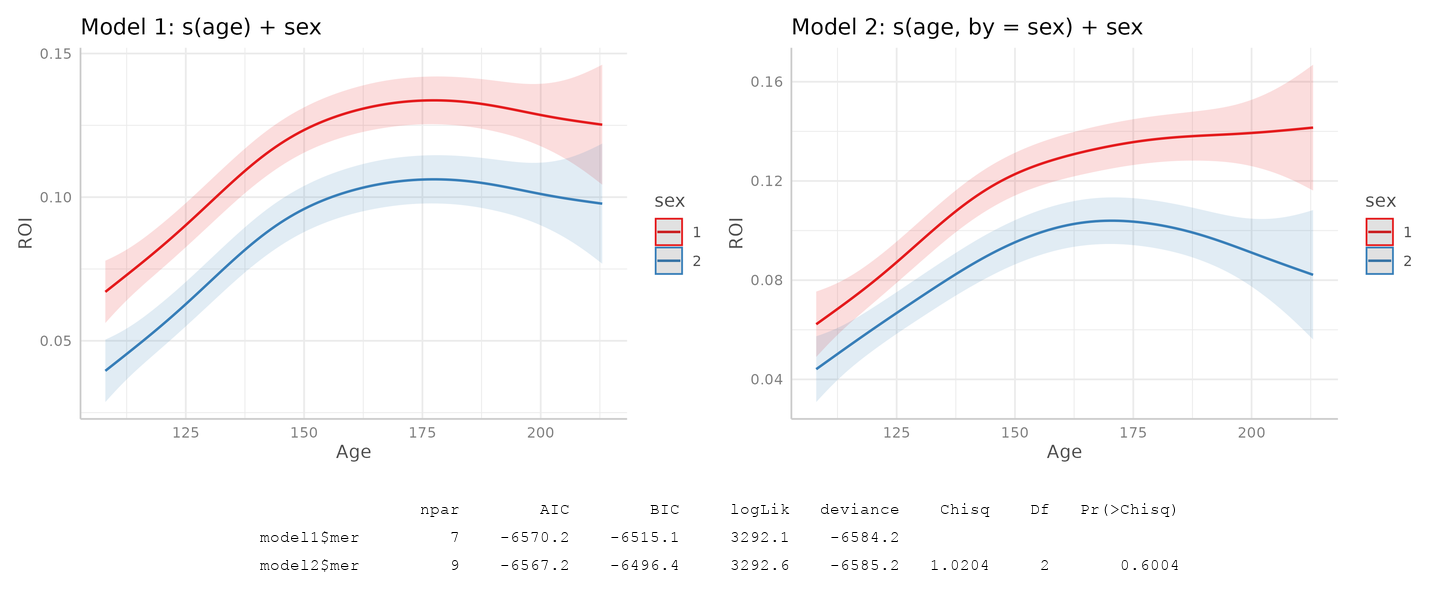 Model 1: s(age) + sex
0.15
0.10
0.05
ROI
125 150 175 200
Age
sex
1
2
Model 2: s(age, by = sex) + sex
0.16
0.12
0.08
0.04
ROI
125 150 175 200
Age
sex
1
2
npar AIC BIC logLik deviance Chisq Df Pr(>Chisq)
model1$mer 7 -6570.2 -6515.1 3292.1 -6584.2
model2$mer 9 -6567.2 -6496.4 3292.6 -6585.2 1.0204 2 0.6004